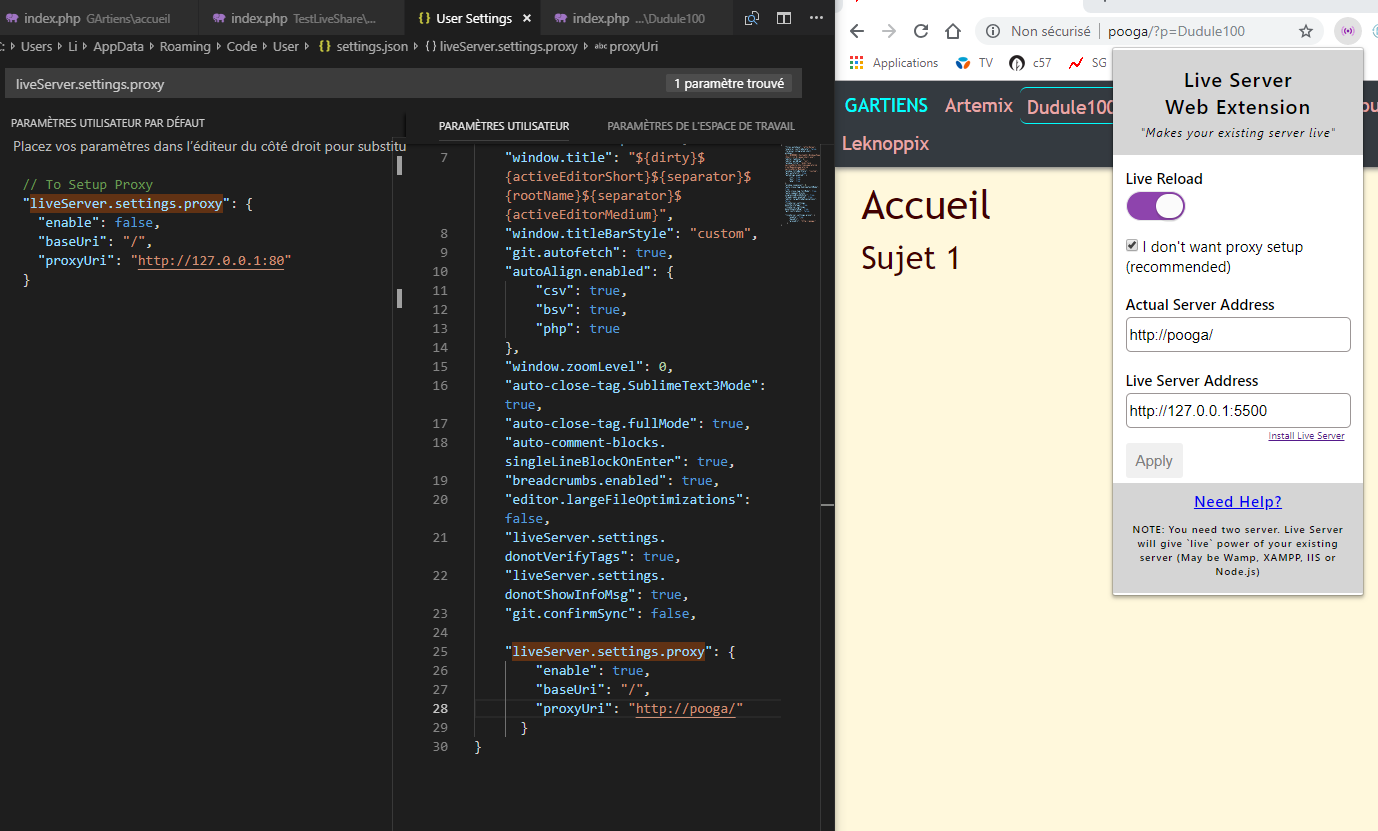 index.php GArtiens\accueil
index.php TestLiveShare\...
{} User Settings ×
index.php ...\Dudule100
Users > Li > AppData > Roaming > Code > User > {} settings.json > {} liveServer.settings.proxy > abc proxyUri
liveServer.settings.proxy
1 paramètre trouvé
PARAMÈTRES UTILISATEUR PAR DÉFAUT
Placez vos paramètres dans l'éditeur du côté droit pour substitu
// To Setup Proxy
"liveServer.settings.proxy": {
"enable": false,
"baseUri": "/",
"proxyUri": "http://127.0.0.1:80"
}
PARAMÈTRES UTILISATEUR
PARAMÈTRES DE L'ESPACE DE TRAVAIL
7 "window.title": "${dirty}$
{activeEditorShort}${separator}$
{rootName}${separator}$
{activeEditorMedium}",
8 "window.titleBarStyle": "custom",
9 "git.autofetch": true,
10 "autoAlign.enabled": {
11 "csv": true,
12 "bsv": true,
13 "php": true
14 },
15 "window.zoomLevel": 0,
16 "auto-close-tag.SublimeText3Mode":
true,
17 "auto-close-tag.fullMode": true,
18 "auto-comment-blocks.
singleLineBlockOnEnter": true,
19 "breadcrumbs.enabled": true,
20 "editor.largeFileOptimizations":
false,
21 "liveServer.settings.
donotVerifyTags": true,
22 "liveServer.settings.
donotShowInfoMsg": true,
23 "git.confirmSync": false,
24
25 "liveServer.settings.proxy": {
26 "enable": true,
27 "baseUri": "/",
28 "proxyUri": "http://pooga/"
29 }
30 }
Non sécurisé | pooga/?p=Dudule100
Applications TV c57 SG
GARTIENS Artemix Dudule100
Leknoppix
Accueil
Sujet 1
Live Server
Web Extension
"Makes your existing server live"
Live Reload
I don't want proxy setup
(recommended)
Actual Server Address
http://pooga/
Live Server Address
http://127.0.0.1:5500
Install Live Server
Apply
Need Help?
NOTE: You need two server. Live Server
will give `live` power of your existing
server (May be Wamp, XAMPP, IIS or
Node.js)